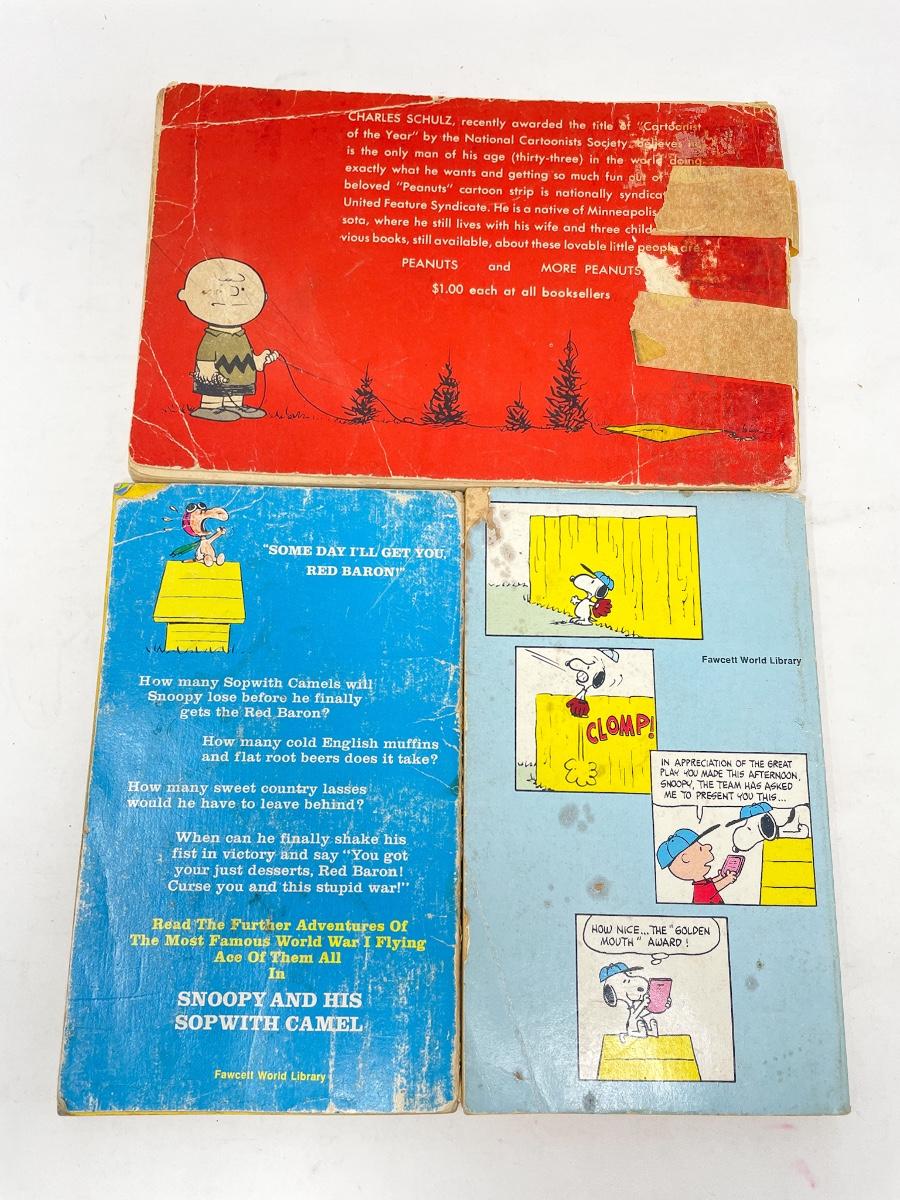 CHARLES SCHULZ, recently awarded the title of "Cartoonist
of the Year" by the National Cartoonists Society, believes he
is the only man of his age (thirty-three) in the world doing
exactly what he wants and getting so much fun out of
beloved "Peanuts" cartoon strip is nationally syndicat
United Feature Syndicate. He is a native of Minneapolis
sota, where he still lives with his wife and three child
vious books, still available, about these lovable little people are:
PEANUTS and MORE PEANUTS
$1.00 each at all booksellers
"SOME DAY I'LL GET YOU,
RED BARON!"
How many Sopwith Camels will
Snoopy lose before he finally
gets the Red Baron?
How many cold English muffins
and flat root beers does it take?
How many sweet country lasses
would he have to leave behind?
When can he finally shake his
fist in victory and say "You got
your just desserts, Red Baron!
Curse you and this stupid war!"
Read The Further Adventures Of
The Most Famous World War I Flying
Ace Of Them All
In
SNOOPY AND HIS
SOPWITH CAMEL
Fawcett World Library
Fawcett World Library
CLOMP!
IN APPRECIATION OF THE GREAT
PLAY YOU MADE THIS AFTERNOON,
SNOOPY, THE TEAM HAS ASKED
ME TO PRESENT YOU THIS...
HOW NICE...THE "GOLDEN
MOUTH" AWARD!